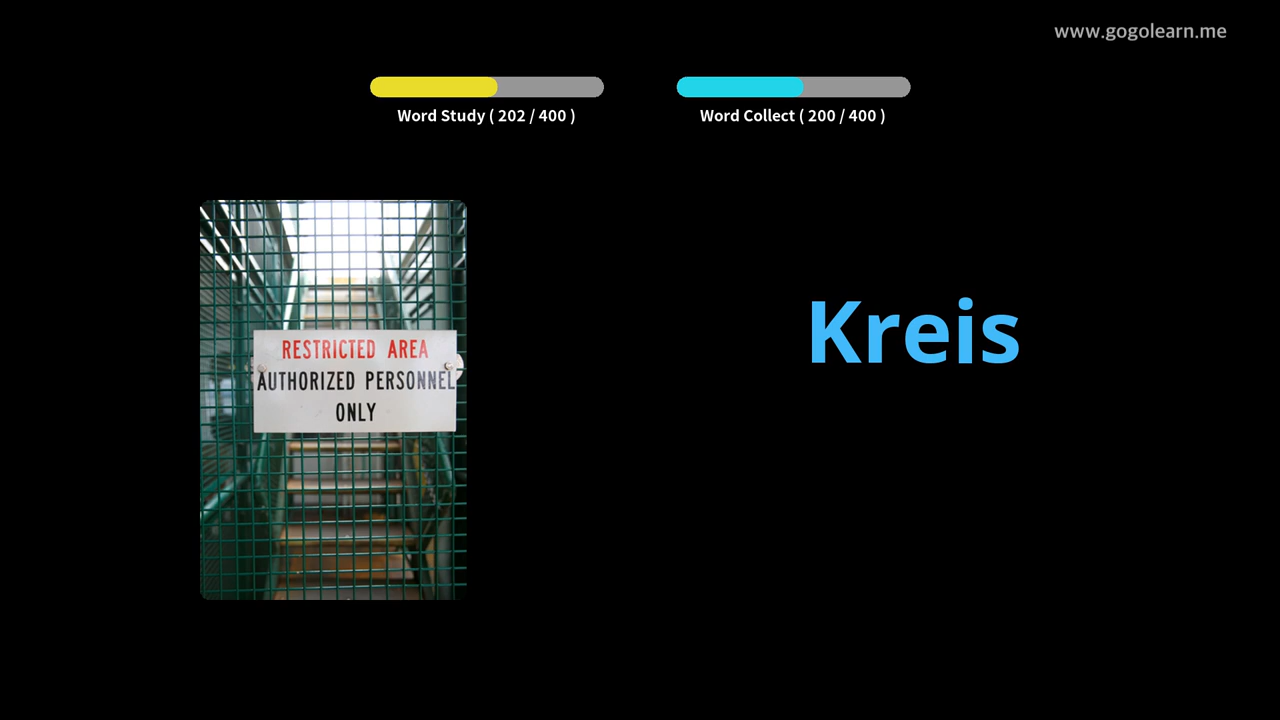 www.gogolearn.me
Word Study ( 202 / 400 )
Word Collect ( 200 / 400 )
RESTRICTED AREA
AUTHORIZED PERSONNEL
ONLY
Kreis